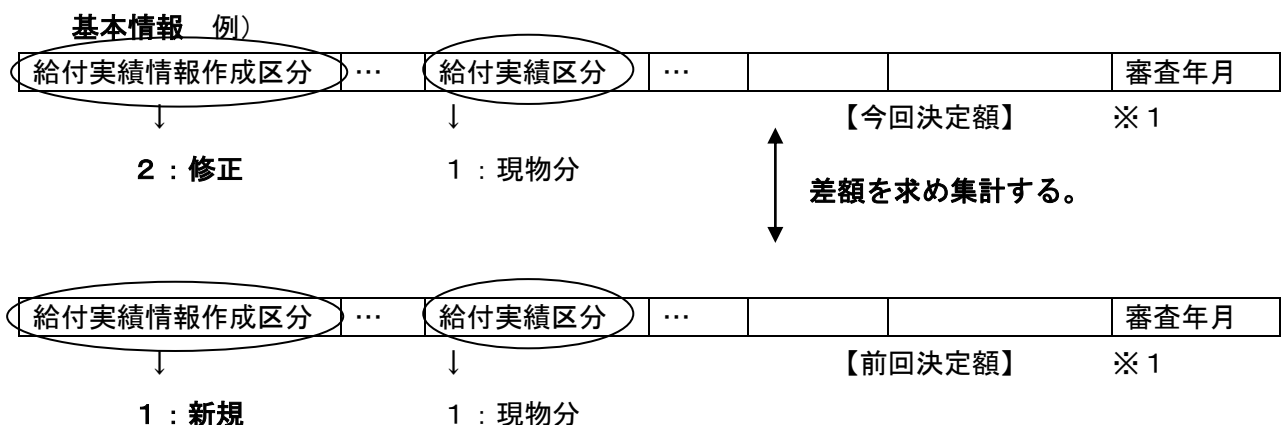 基本情報　例）
給付実績情報作成区分 … 給付実績区分 … 審査年月
↓ ↓ 【今回決定額】 ※１
２：修正 １：現物分
差額を求め集計する。
給付実績情報作成区分 … 給付実績区分 … 審査年月
↓ ↓ 【前回決定額】 ※１
１：新規 １：現物分